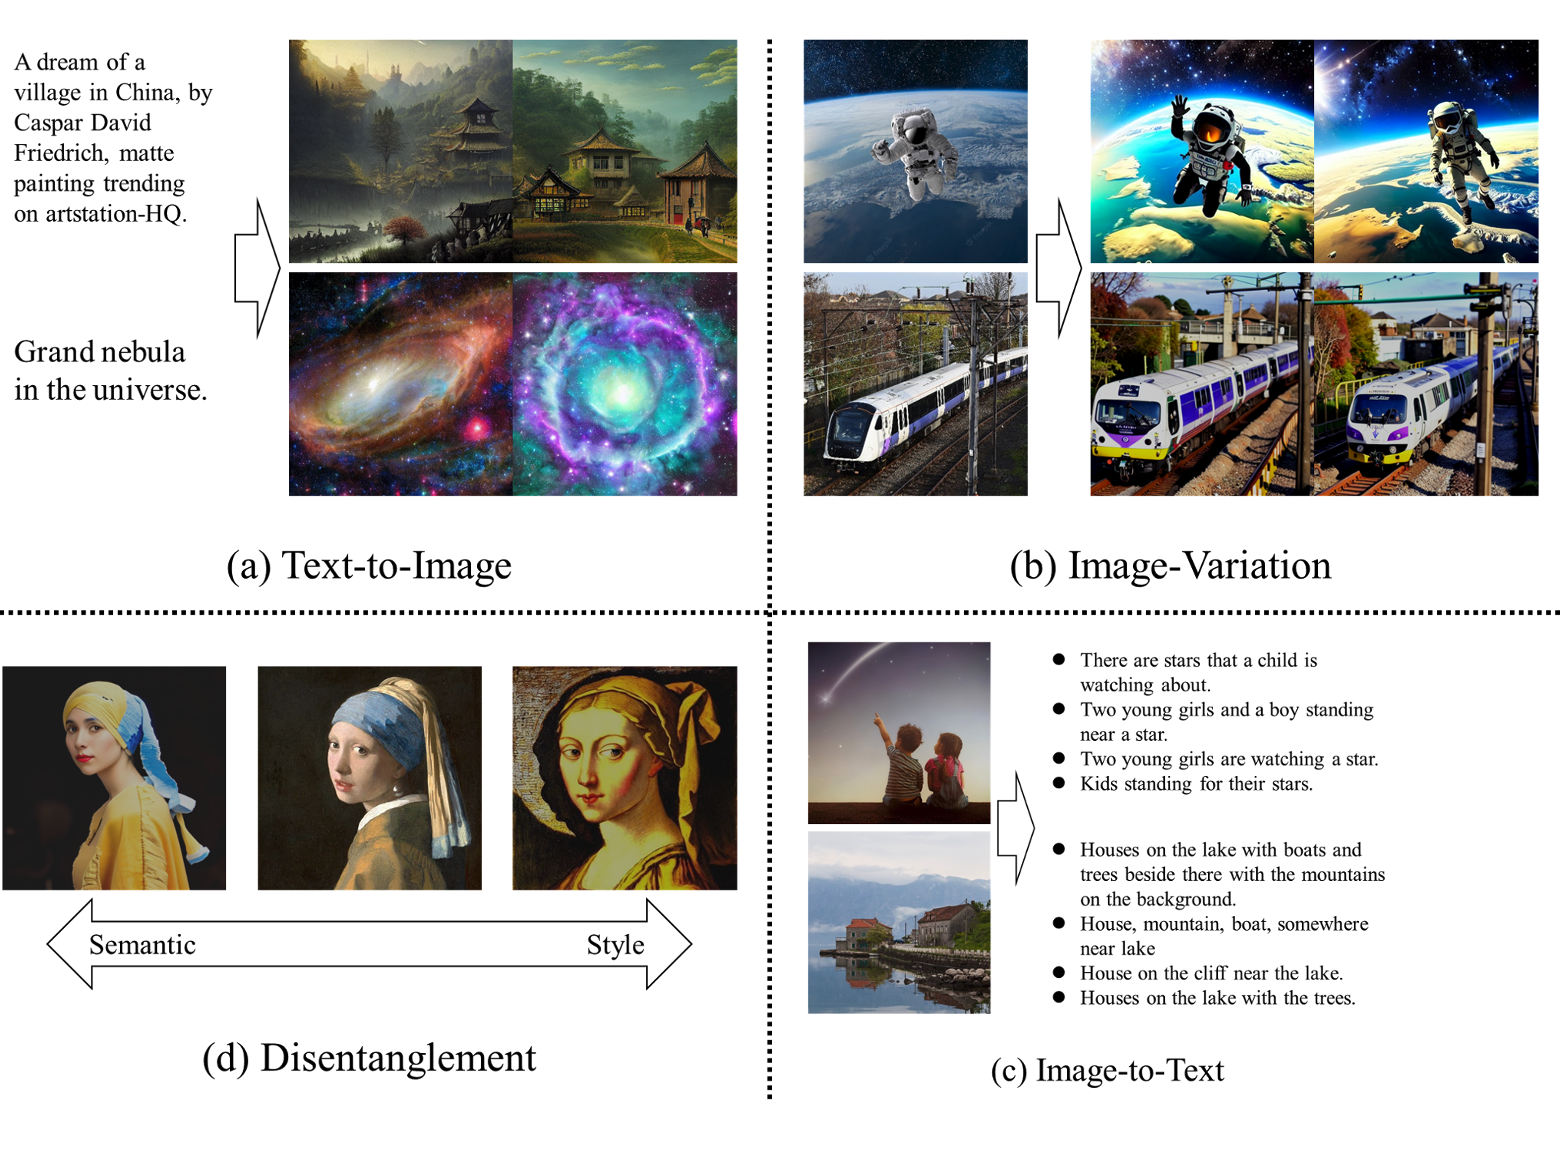 A dream of a
village in China, by
Caspar David
Friedrich, matte
painting trending
on artstation-HQ.
Grand nebula
in the universe.
(a) Text-to-Image
(b) Image-Variation
Semantic
Style
(d) Disentanglement
There are stars that a child is
watching about.
Two young girls and a boy standing
near a star.
Two young girls are watching a star.
Kids standing for their stars.
Houses on the lake with boats and
trees beside there with the mountains
on the background.
House, mountain, boat, somewhere
near lake
House on the cliff near the lake.
Houses on the lake with the trees.
(c) Image-to-Text